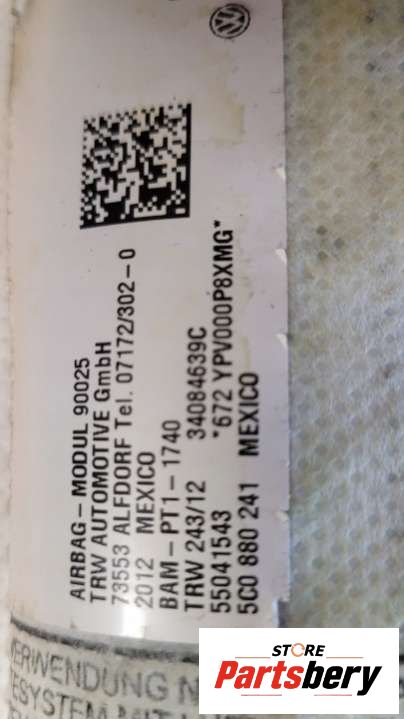 AIRBAG-MODUL 90025
TRW AUTOMOTIVE GmbH
73553 ALFDORF Tel. 07172/302-0
2012 MEXICO
BAM-PT1-1740
TRW 243/12 34084639C
55041543 *672 YPV000P8XMG*
5C0 880 241 MEXICO
VERWENDUNG
STORE
Partsbery